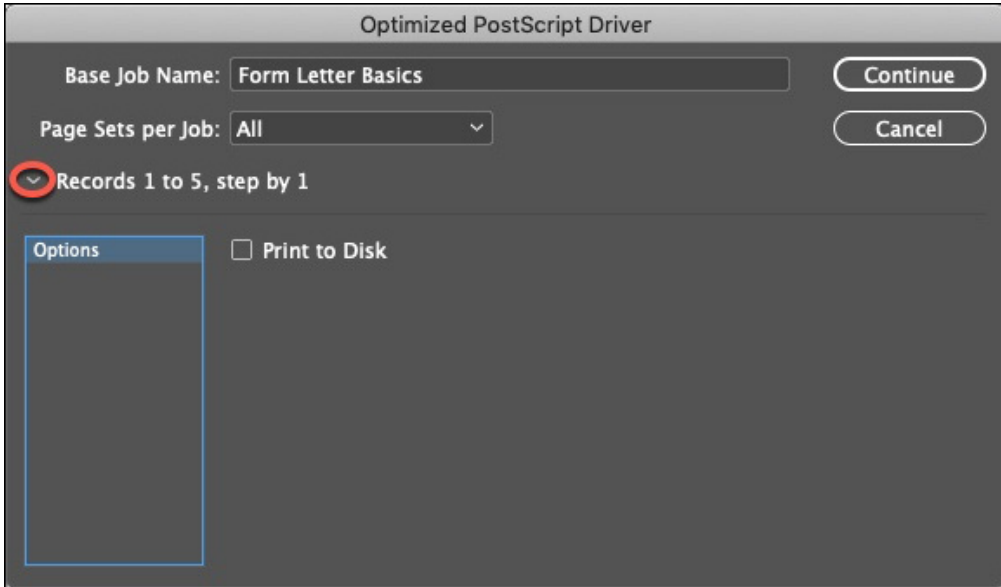 Optimized PostScript Driver
Base Job Name: Form Letter Basics
Continue
Page Sets per Job: All
Cancel
Records 1 to 5, step by 1
Options
Print to Disk